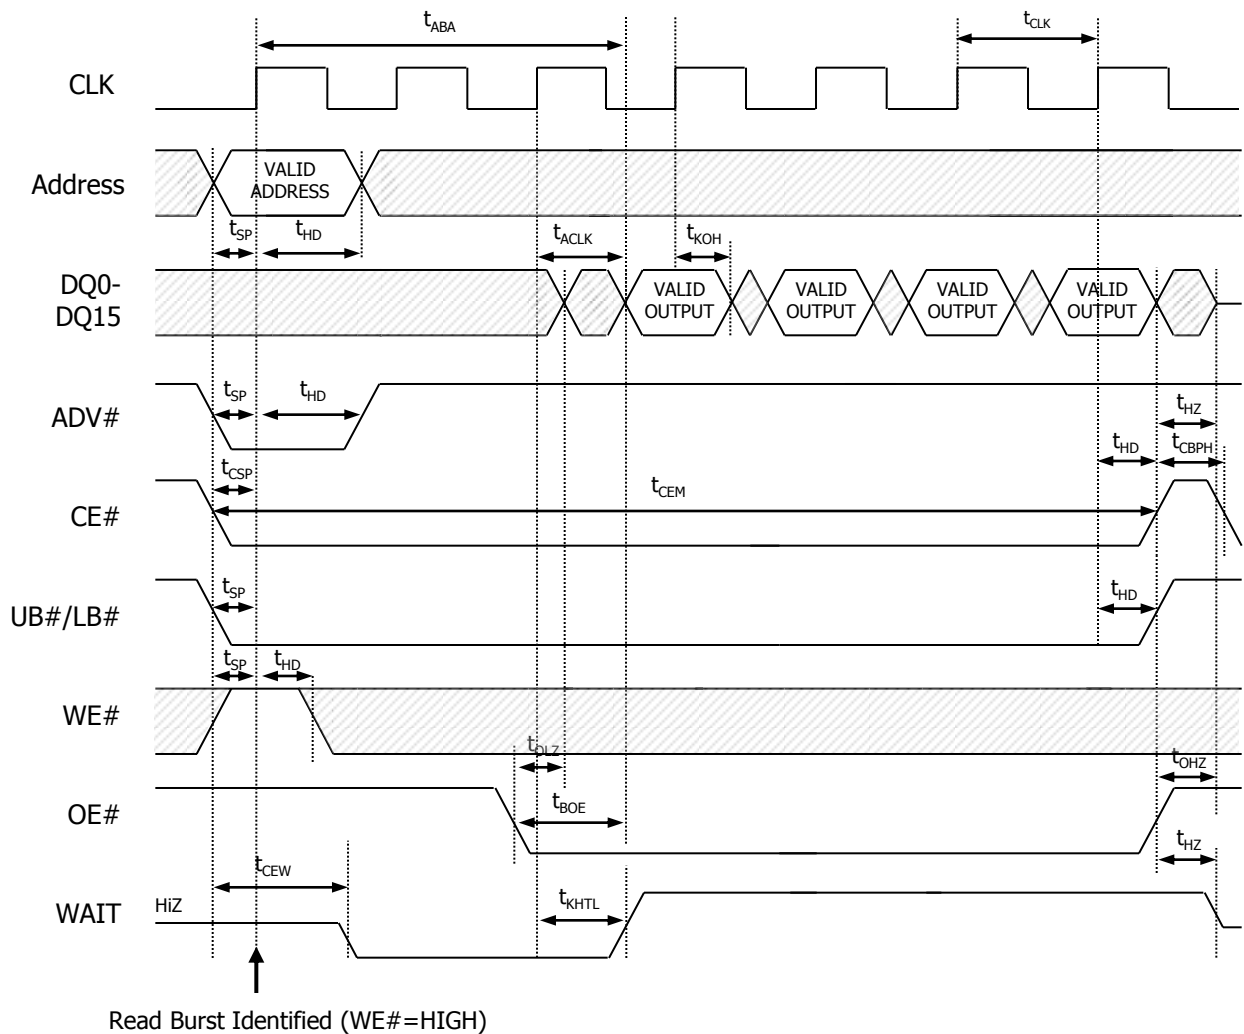 tABA
tCLK
CLK
Address
VALID
ADDRESS
tSP
tHD
tACLK
tKOH
DQ0-
DQ15
VALID
OUTPUT
VALID
OUTPUT
VALID
OUTPUT
VALID
OUTPUT
ADV#
tSP
tHD
tHZ
tHD
tCBPH
CE#
tCSP
tCEM
UB#/LB#
tSP
tHD
WE#
tSP
tHD
tOLZ
tOHZ
OE#
tBOE
tHZ
tCEW
WAIT
HiZ
tKHTL
Read Burst Identified (WE#=HIGH)